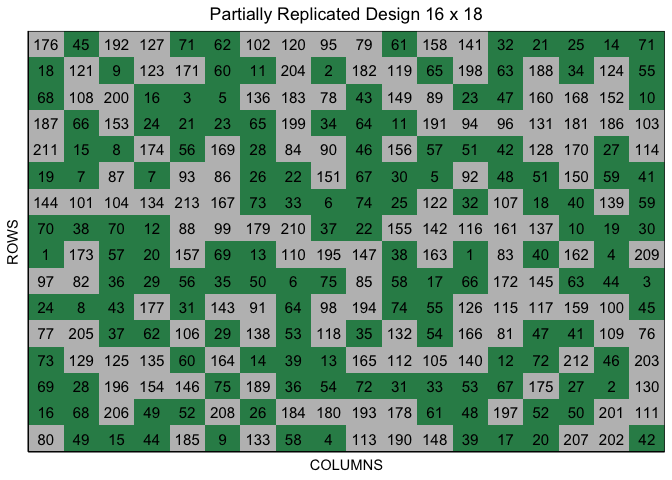 Partially Replicated Design 16 x 18
176 45 192 127 71 62 102 120 95 79 61 158 141 32 21 25 14 71
18 121 9 123 171 60 11 204 2 182 119 65 198 63 188 34 124 55
68 108 200 16 3 5 136 183 78 43 149 89 23 47 160 168 152 10
187 66 153 24 21 23 65 199 34 64 11 191 94 96 131 181 186 103
211 15 8 174 56 169 28 84 90 46 156 57 51 42 128 170 27 114
19 7 87 7 93 86 26 22 151 67 30 5 92 48 51 150 59 41
144 101 104 134 213 167 73 33 6 74 25 122 32 107 18 40 139 59
70 38 70 12 88 99 179 210 37 22 155 142 116 161 137 10 19 30
1 173 57 20 157 69 13 110 195 147 38 163 1 83 40 162 4 209
97 82 36 29 56 35 50 6 75 85 58 17 66 172 145 63 44 3
24 8 43 177 31 143 91 64 98 194 74 55 126 115 117 159 100 45
77 205 37 62 106 29 138 53 118 35 132 54 166 81 47 41 109 76
73 129 125 135 60 164 14 39 13 165 112 105 140 12 72 212 46 203
69 28 196 154 146 75 189 36 54 72 31 33 53 67 175 27 2 130
16 68 206 49 52 208 26 184 180 193 178 61 48 197 52 50 201 111
80 49 15 44 185 9 133 58 4 113 190 148 39 17 20 207 202 42
ROWS
COLUMNS